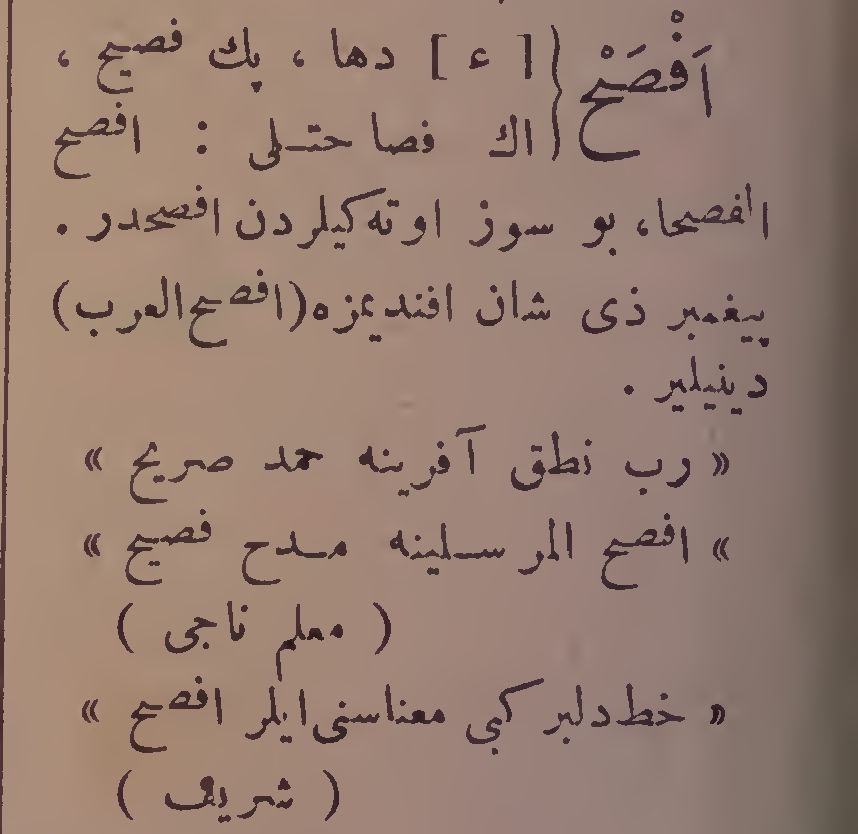 اَفْصَحْ { [ ء ] دها ، پك فصيح ،
اك فصاحتلى : افصح
الفصحا، بو سوز اوته‌كيلردن افصحدر .
پيغمبر ذى شان افنديمزه (افصح العرب)
دينيلير .
« رب نطق آفرينه حمد صريح »
« افصح المرسلينه مدح فصيح »
( معلم ناجى )
« خط دلبر كبى معناسنى ايلر افصح »
( شريف )